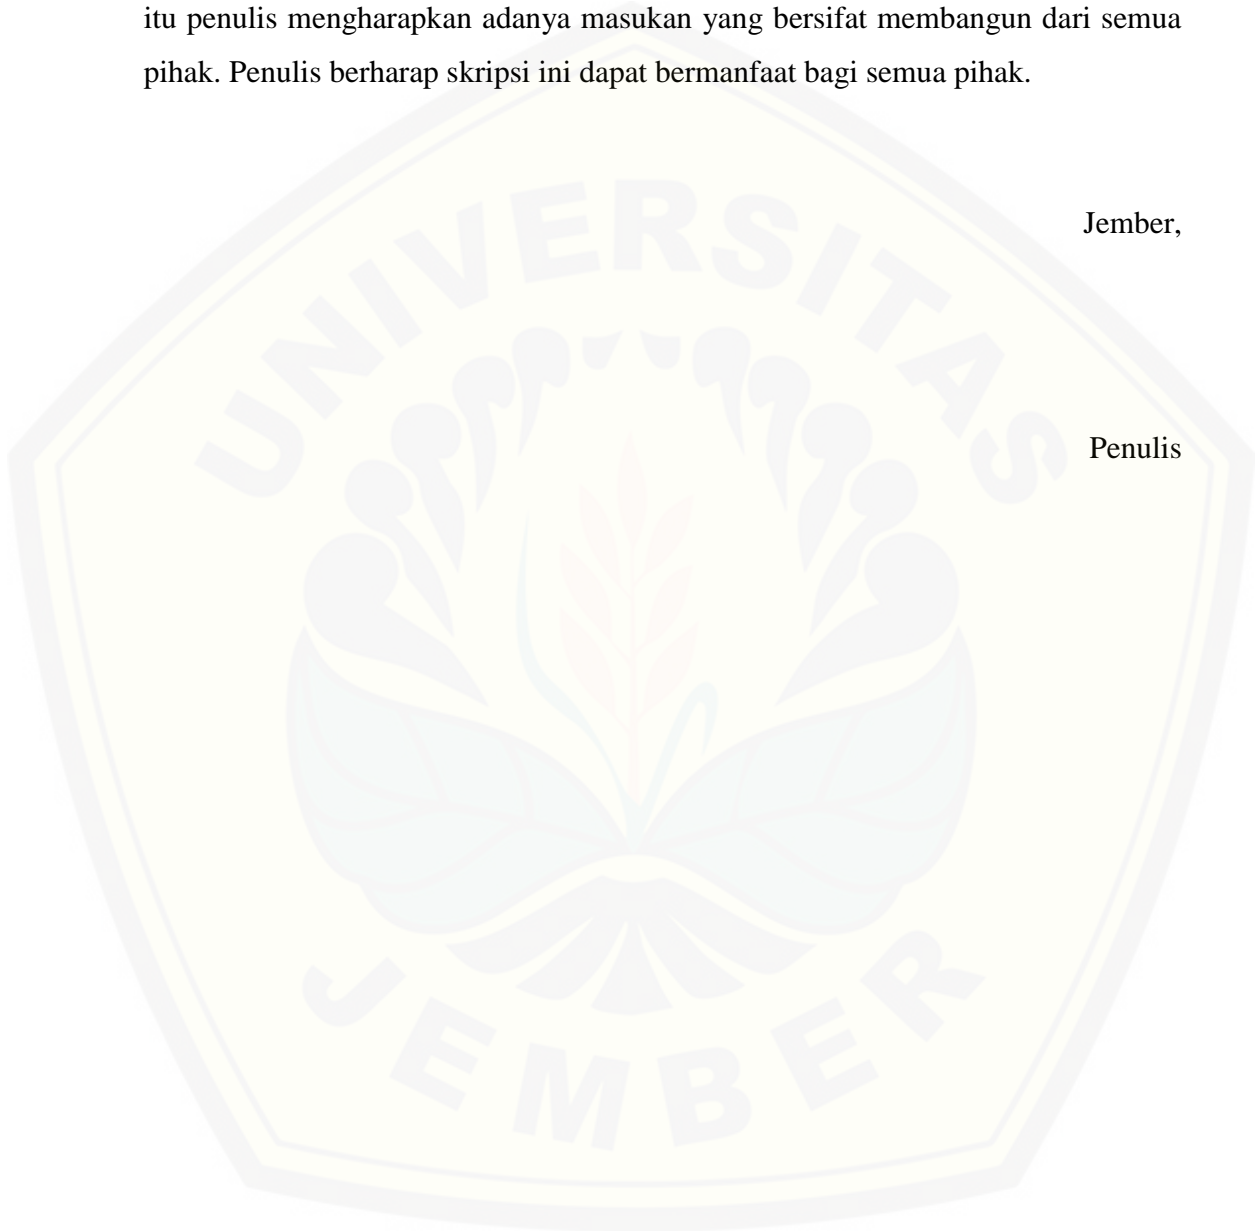 itu penulis mengharapkan adanya masukan yang bersifat membangun dari semua
pihak. Penulis berharap skripsi ini dapat bermanfaat bagi semua pihak.
Jember,
Penulis
UNIVERSITAS
JEMBER